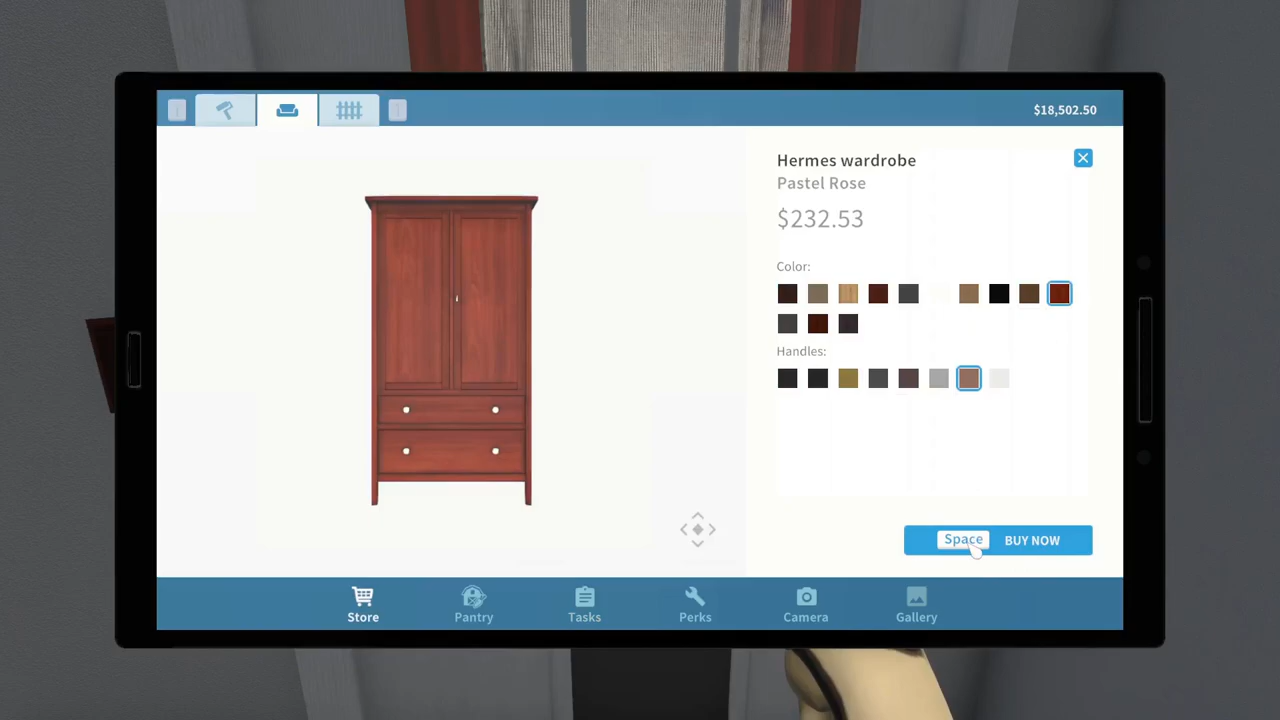 $18,502.50
Hermes wardrobe
Pastel Rose
$232.53
Color:
Handles:
Space BUY NOW
Store Pantry Tasks Perks Camera Gallery